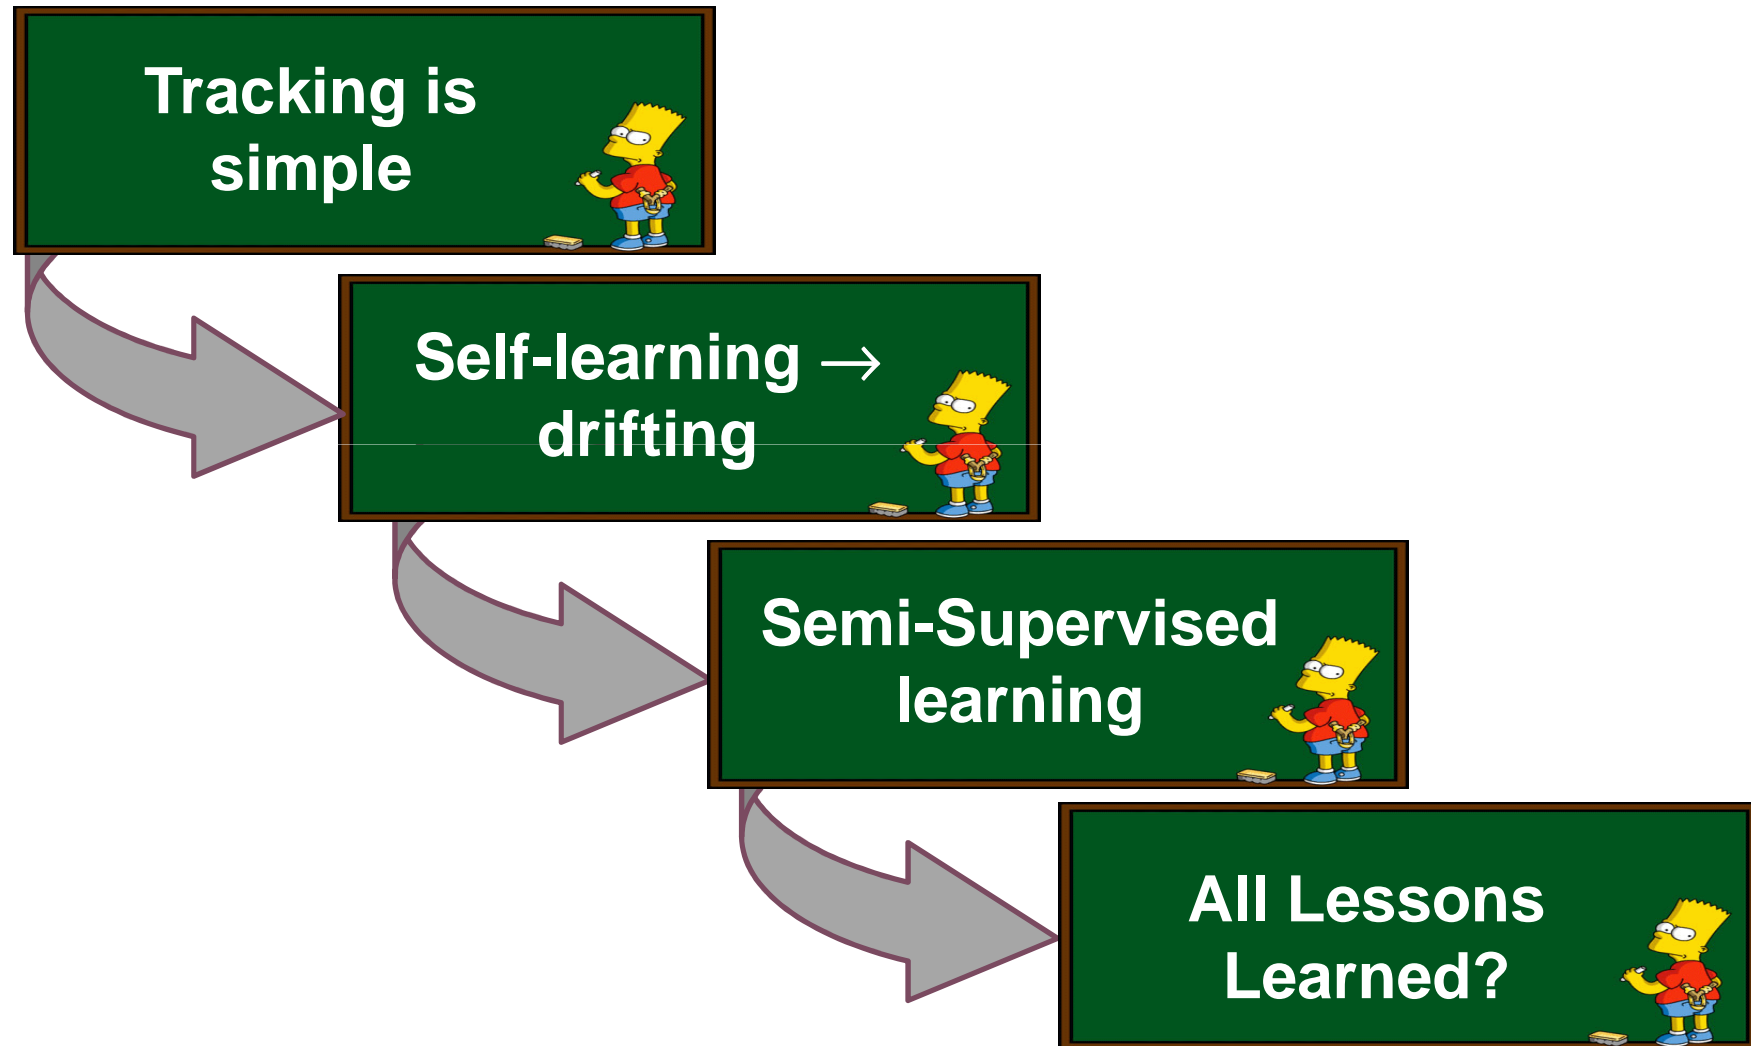 Tracking is
simple
Self-learning →
drifting
Semi-Supervised
learning
All Lessons
Learned?